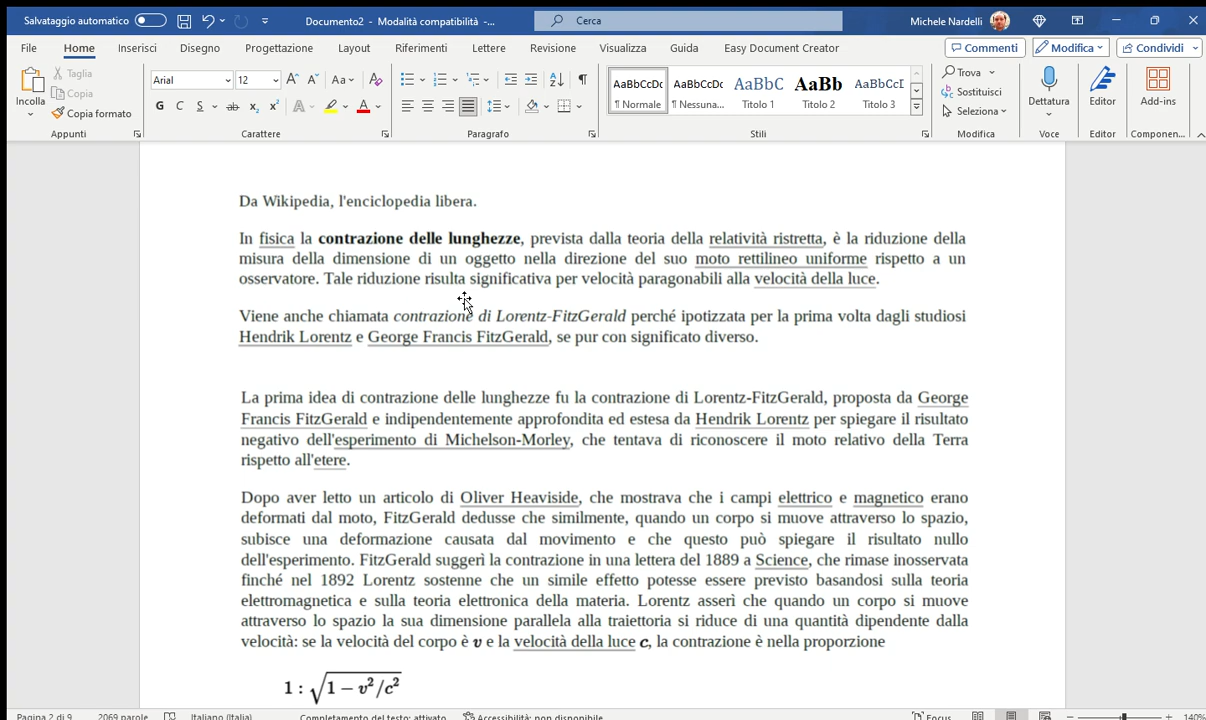 Salvataggio automatico
Documento2 - Modalità compatibilità -...
Cerca
Michele Nardelli
File Home Inserisci Disegno Progettazione Layout Riferimenti Lettere Revisione Visualizza Guida Easy Document Creator
Commenti Modifica Condividi
Incolla
Taglia
Copia
Copia formato
Appunti
Arial 12
Carattere
Paragrafo
AaBbCcDc AaBbCcDc AaBbC AaBb AaBbCcD
¶ Normale ¶ Nessuna... Titolo 1 Titolo 2 Titolo 3
Stili
Trova
Sostituisci
Seleziona
Modifica
Dettatura
Voce
Editor
Editor
Add-ins
Componen...
Da Wikipedia, l'enciclopedia libera.
In fisica la contrazione delle lunghezze, prevista dalla teoria della relatività ristretta, è la riduzione della
misura della dimensione di un oggetto nella direzione del suo moto rettilineo uniforme rispetto a un
osservatore. Tale riduzione risulta significativa per velocità paragonabili alla velocità della luce.
Viene anche chiamata contrazione di Lorentz-FitzGerald perché ipotizzata per la prima volta dagli studiosi
Hendrik Lorentz e George Francis FitzGerald, se pur con significato diverso.
La prima idea di contrazione delle lunghezze fu la contrazione di Lorentz-FitzGerald, proposta da George
Francis FitzGerald e indipendentemente approfondita ed estesa da Hendrik Lorentz per spiegare il risultato
negativo dell'esperimento di Michelson-Morley, che tentava di riconoscere il moto relativo della Terra
rispetto all'etere.
Dopo aver letto un articolo di Oliver Heaviside, che mostrava che i campi elettrico e magnetico erano
deformati dal moto, FitzGerald dedusse che similmente, quando un corpo si muove attraverso lo spazio,
subisce una deformazione causata dal movimento e che questo può spiegare il risultato nullo
dell'esperimento. FitzGerald suggerì la contrazione in una lettera del 1889 a Science, che rimase inosservata
finché nel 1892 Lorentz sostenne che un simile effetto potesse essere previsto basandosi sulla teoria
elettromagnetica e sulla teoria elettronica della materia. Lorentz asserì che quando un corpo si muove
attraverso lo spazio la sua dimensione parallela alla traiettoria si riduce di una quantità dipendente dalla
velocità: se la velocità del corpo è v e la velocità della luce c, la contrazione è nella proporzione
1 : √(1 − v²/c²)
Pagina 2 di 9 2069 parole Italiano (Italia) Completamento del testo: attivato Accessibilità: non disponibile Focus 140%